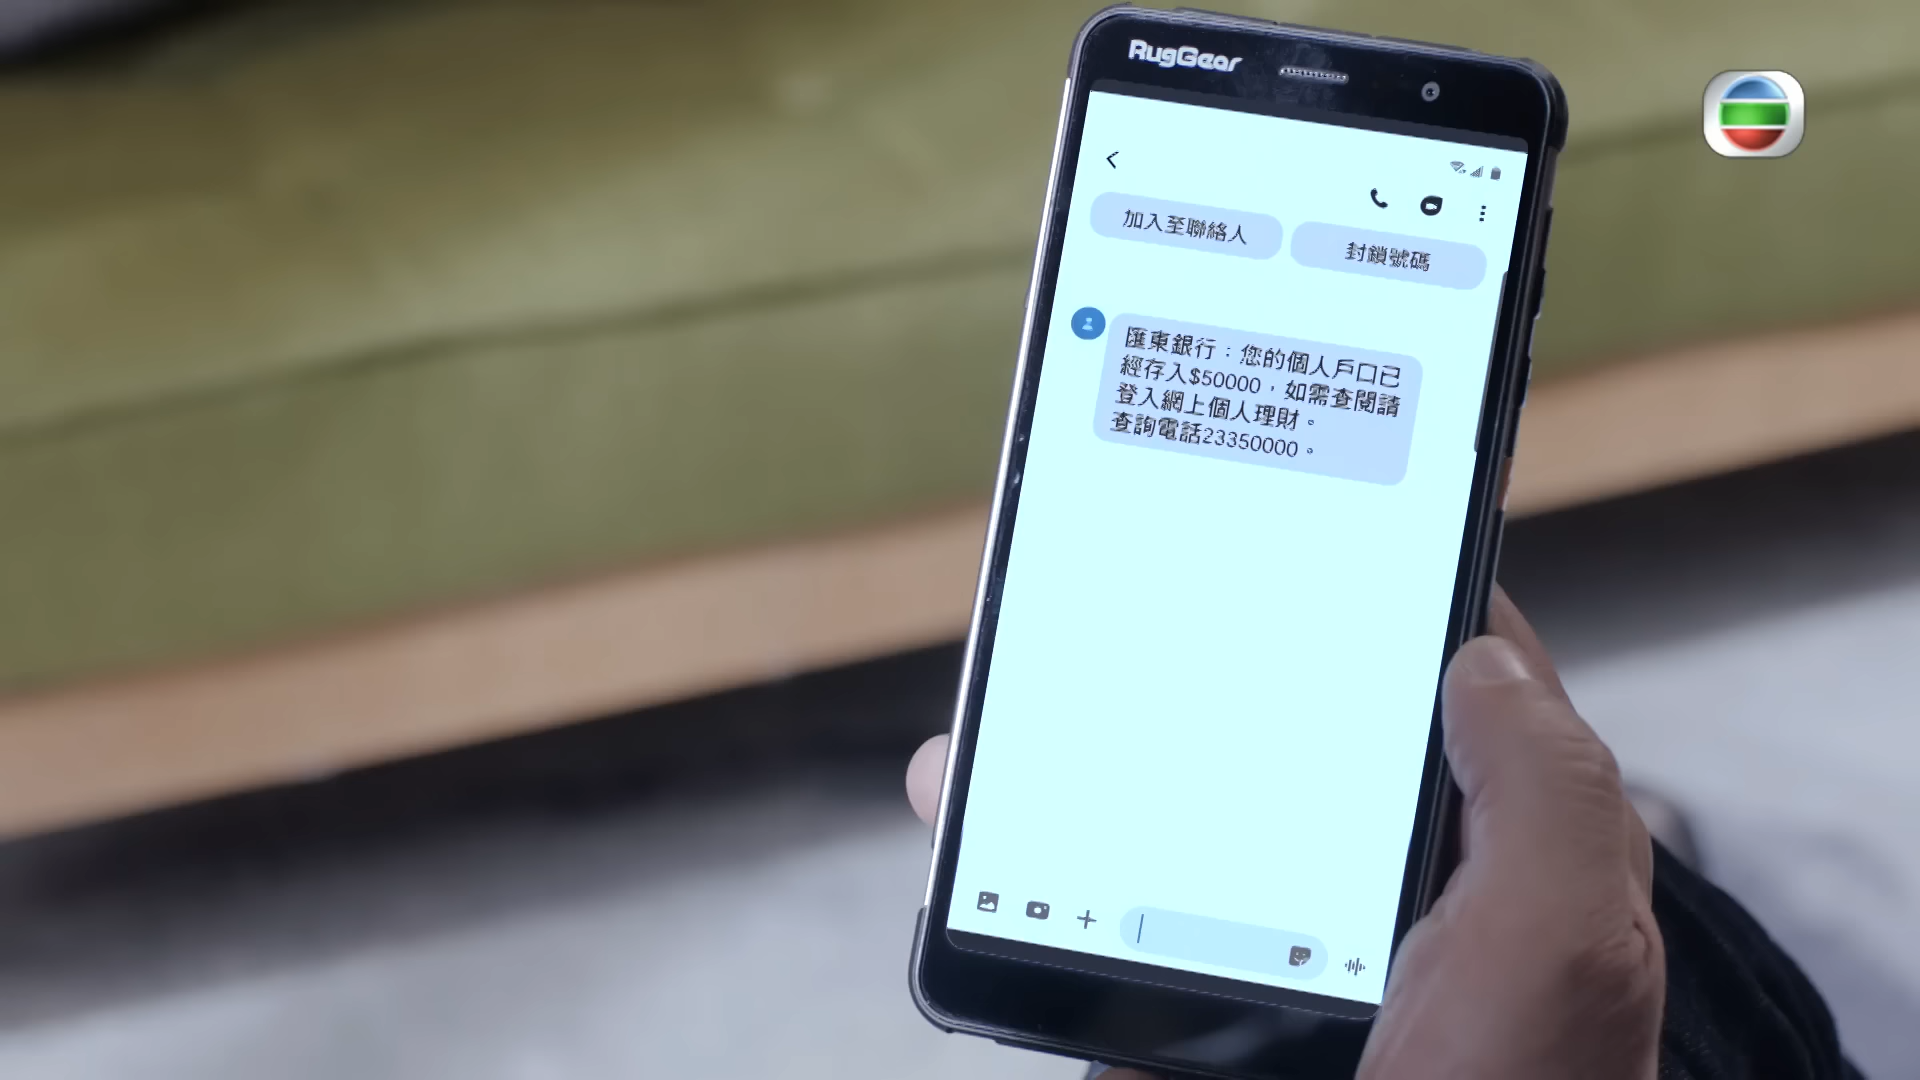 RugGear
加入至聯絡人
封鎖號碼
匯東銀行：您的個人戶口已
經存入$50000，如需查閱請
登入網上個人理財。
查詢電話23350000。